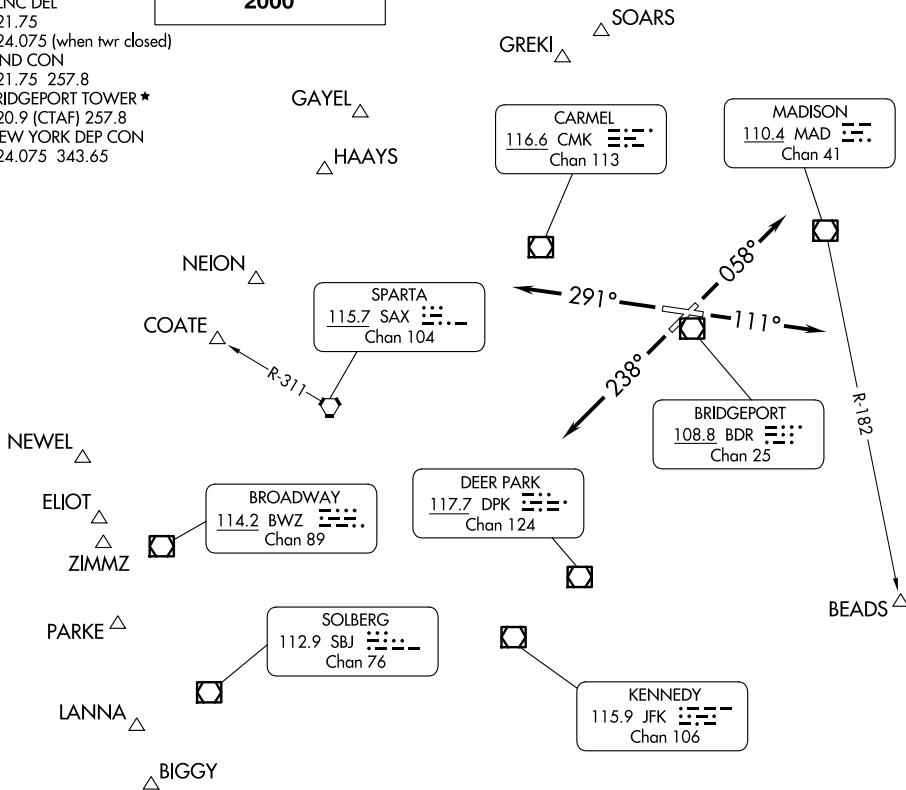 LNC DEL
21.75
24.075 (when twr closed)
ND CON
21.75 257.8
RIDGEPORT TOWER ★
20.9 (CTAF) 257.8
EW YORK DEP CON
24.075 343.65
2000
SOARS
GREKI
GAYEL
HAAYS
CARMEL
116.6 CMK
Chan 113
MADISON
110.4 MAD
Chan 41
NEION
COATE
SPARTA
115.7 SAX
Chan 104
R-311
291°
058°
111°
238°
BRIDGEPORT
108.8 BDR
Chan 25
R-182
NEWEL
ELIOT
ZIMMZ
BROADWAY
114.2 BWZ
Chan 89
DEER PARK
117.7 DPK
Chan 124
BEADS
PARKE
SOLBERG
112.9 SBJ
Chan 76
LANNA
KENNEDY
115.9 JFK
Chan 106
BIGGY